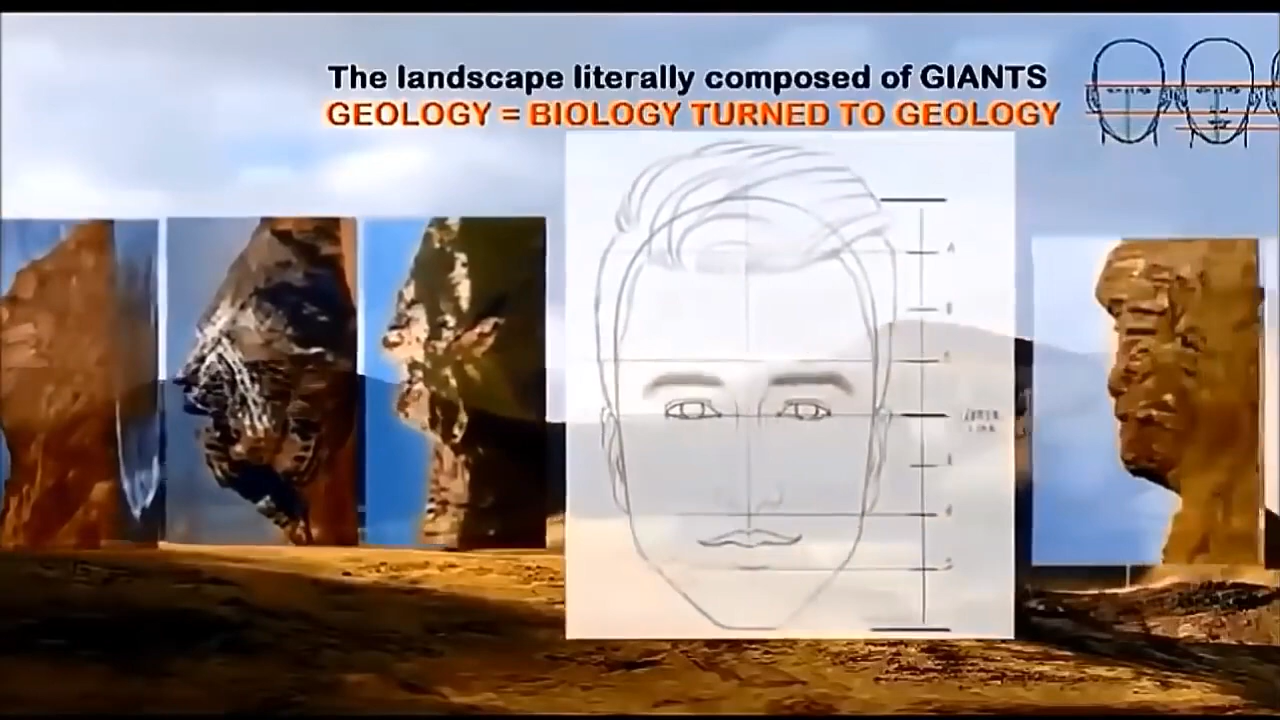 The landscape literally composed of GIANTS
GEOLOGY = BIOLOGY TURNED TO GEOLOGY